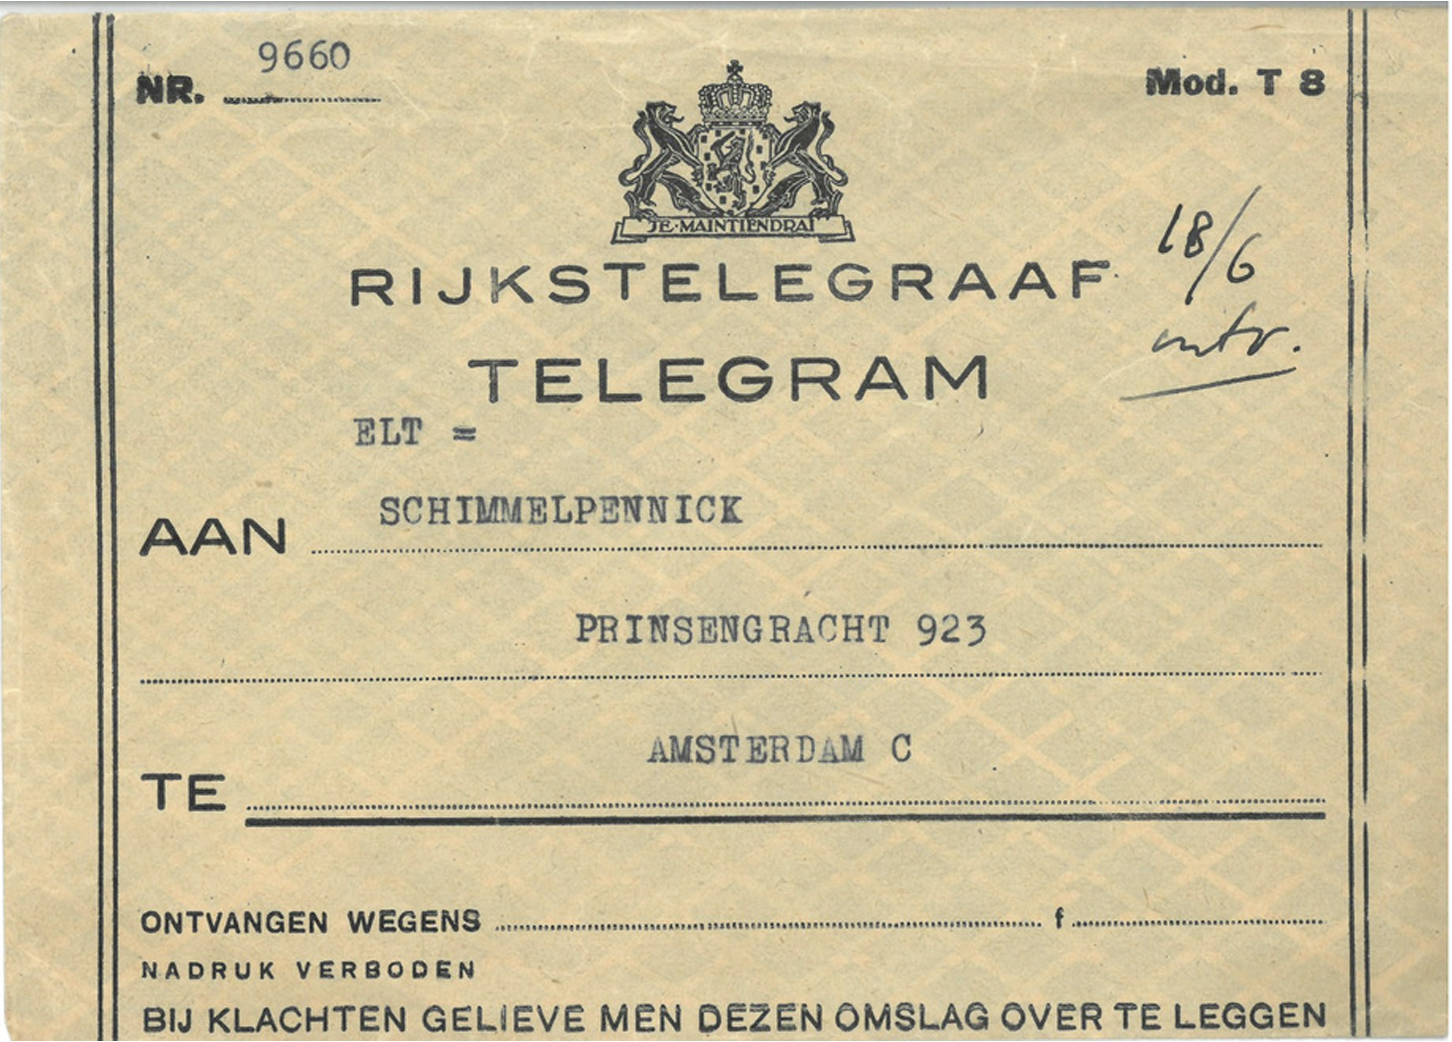 NR. 9660
Mod. T 8
JE·MAINTIENDRAI
RIJKSTELEGRAAF
18/6
TELEGRAM
ELT =
AAN SCHIMMELPENNICK
PRINSENGRACHT 923
AMSTERDAM C
TE
ONTVANGEN WEGENS f
NADRUK VERBODEN
BIJ KLACHTEN GELIEVE MEN DEZEN OMSLAG OVER TE LEGGEN